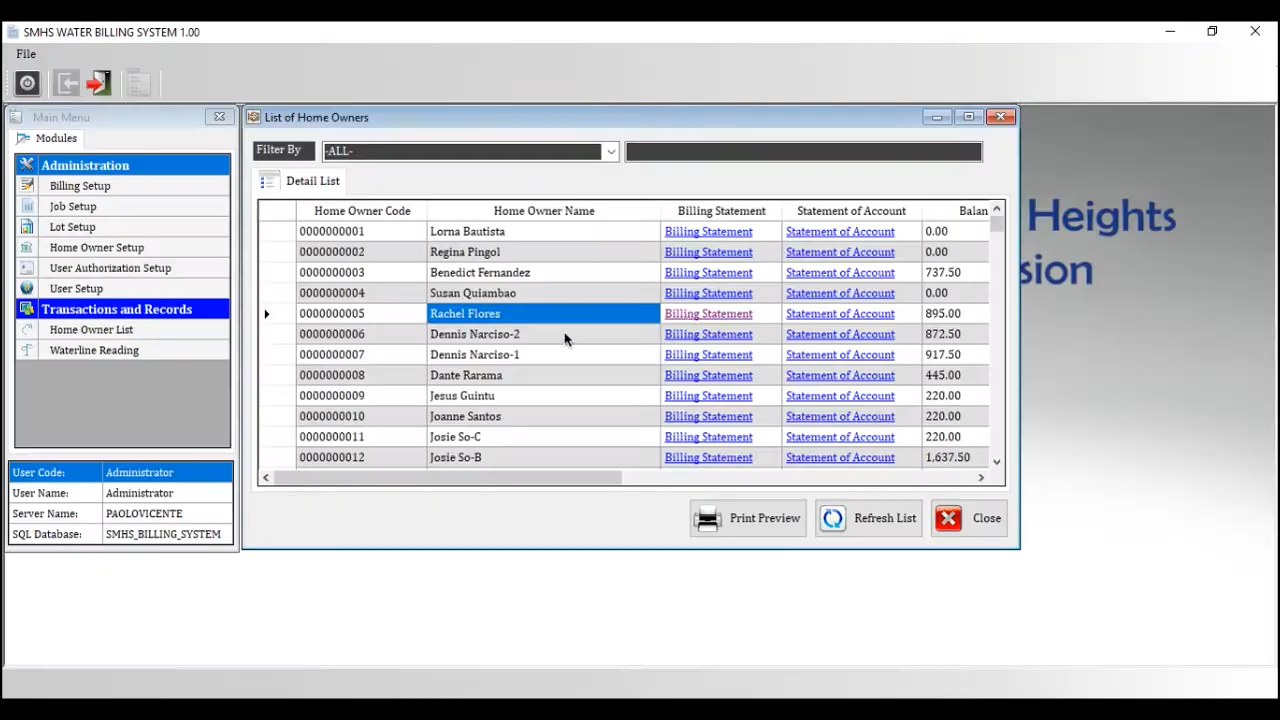 SMHS WATER BILLING SYSTEM 1.00
File
Main Menu
Modules
Administration
Billing Setup
Job Setup
Lot Setup
Home Owner Setup
User Authorization Setup
User Setup
Transactions and Records
Home Owner List
Waterline Reading
User Code: Administrator
User Name: Administrator
Server Name: PAOLOVICENTE
SQL Database: SMHS_BILLING_SYSTEM
List of Home Owners
Filter By -ALL-
Detail List
Home Owner Code Home Owner Name Billing Statement Statement of Account Balan
0000000001 Lorna Bautista Billing Statement Statement of Account 0.00
0000000002 Regina Pingol Billing Statement Statement of Account 0.00
0000000003 Benedict Fernandez Billing Statement Statement of Account 737.50
0000000004 Susan Quiambao Billing Statement Statement of Account 0.00
0000000005 Rachel Flores Billing Statement Statement of Account 895.00
0000000006 Dennis Narciso-2 Billing Statement Statement of Account 872.50
0000000007 Dennis Narciso-1 Billing Statement Statement of Account 917.50
0000000008 Dante Rarama Billing Statement Statement of Account 445.00
0000000009 Jesus Guintu Billing Statement Statement of Account 220.00
0000000010 Joanne Santos Billing Statement Statement of Account 220.00
0000000011 Josie So-C Billing Statement Statement of Account 220.00
0000000012 Josie So-B Billing Statement Statement of Account 1,637.50
Print Preview Refresh List Close
Heights
sion